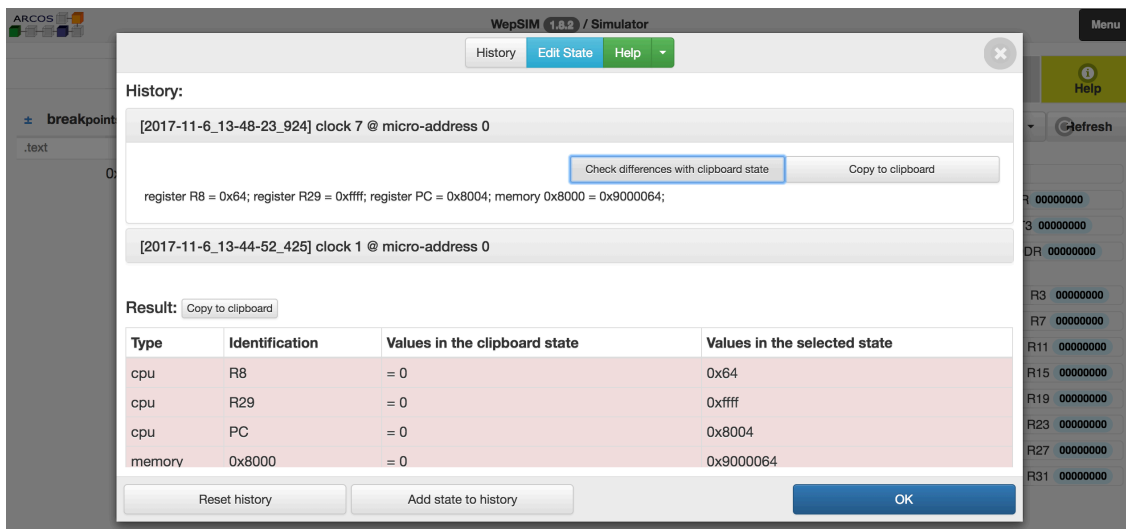 ARCOS
WepSIM 1.8.2 / Simulator
Menu
History Edit State Help
Help
± breakpoint
Refresh
.text
History:
[2017-11-6_13-48-23_924] clock 7 @ micro-address 0
Check differences with clipboard state Copy to clipboard
register R8 = 0x64; register R29 = 0xffff; register PC = 0x8004; memory 0x8000 = 0x9000064;
[2017-11-6_13-44-52_425] clock 1 @ micro-address 0
Result: Copy to clipboard
Type Identification Values in the clipboard state Values in the selected state
cpu R8 = 0 0x64
cpu R29 = 0 0xffff
cpu PC = 0 0x8004
memory 0x8000 = 0 0x9000064
Reset history Add state to history OK
R 00000000
3 00000000
DR 00000000
R3 00000000
R7 00000000
R11 00000000
R15 00000000
R19 00000000
R23 00000000
R27 00000000
R31 00000000